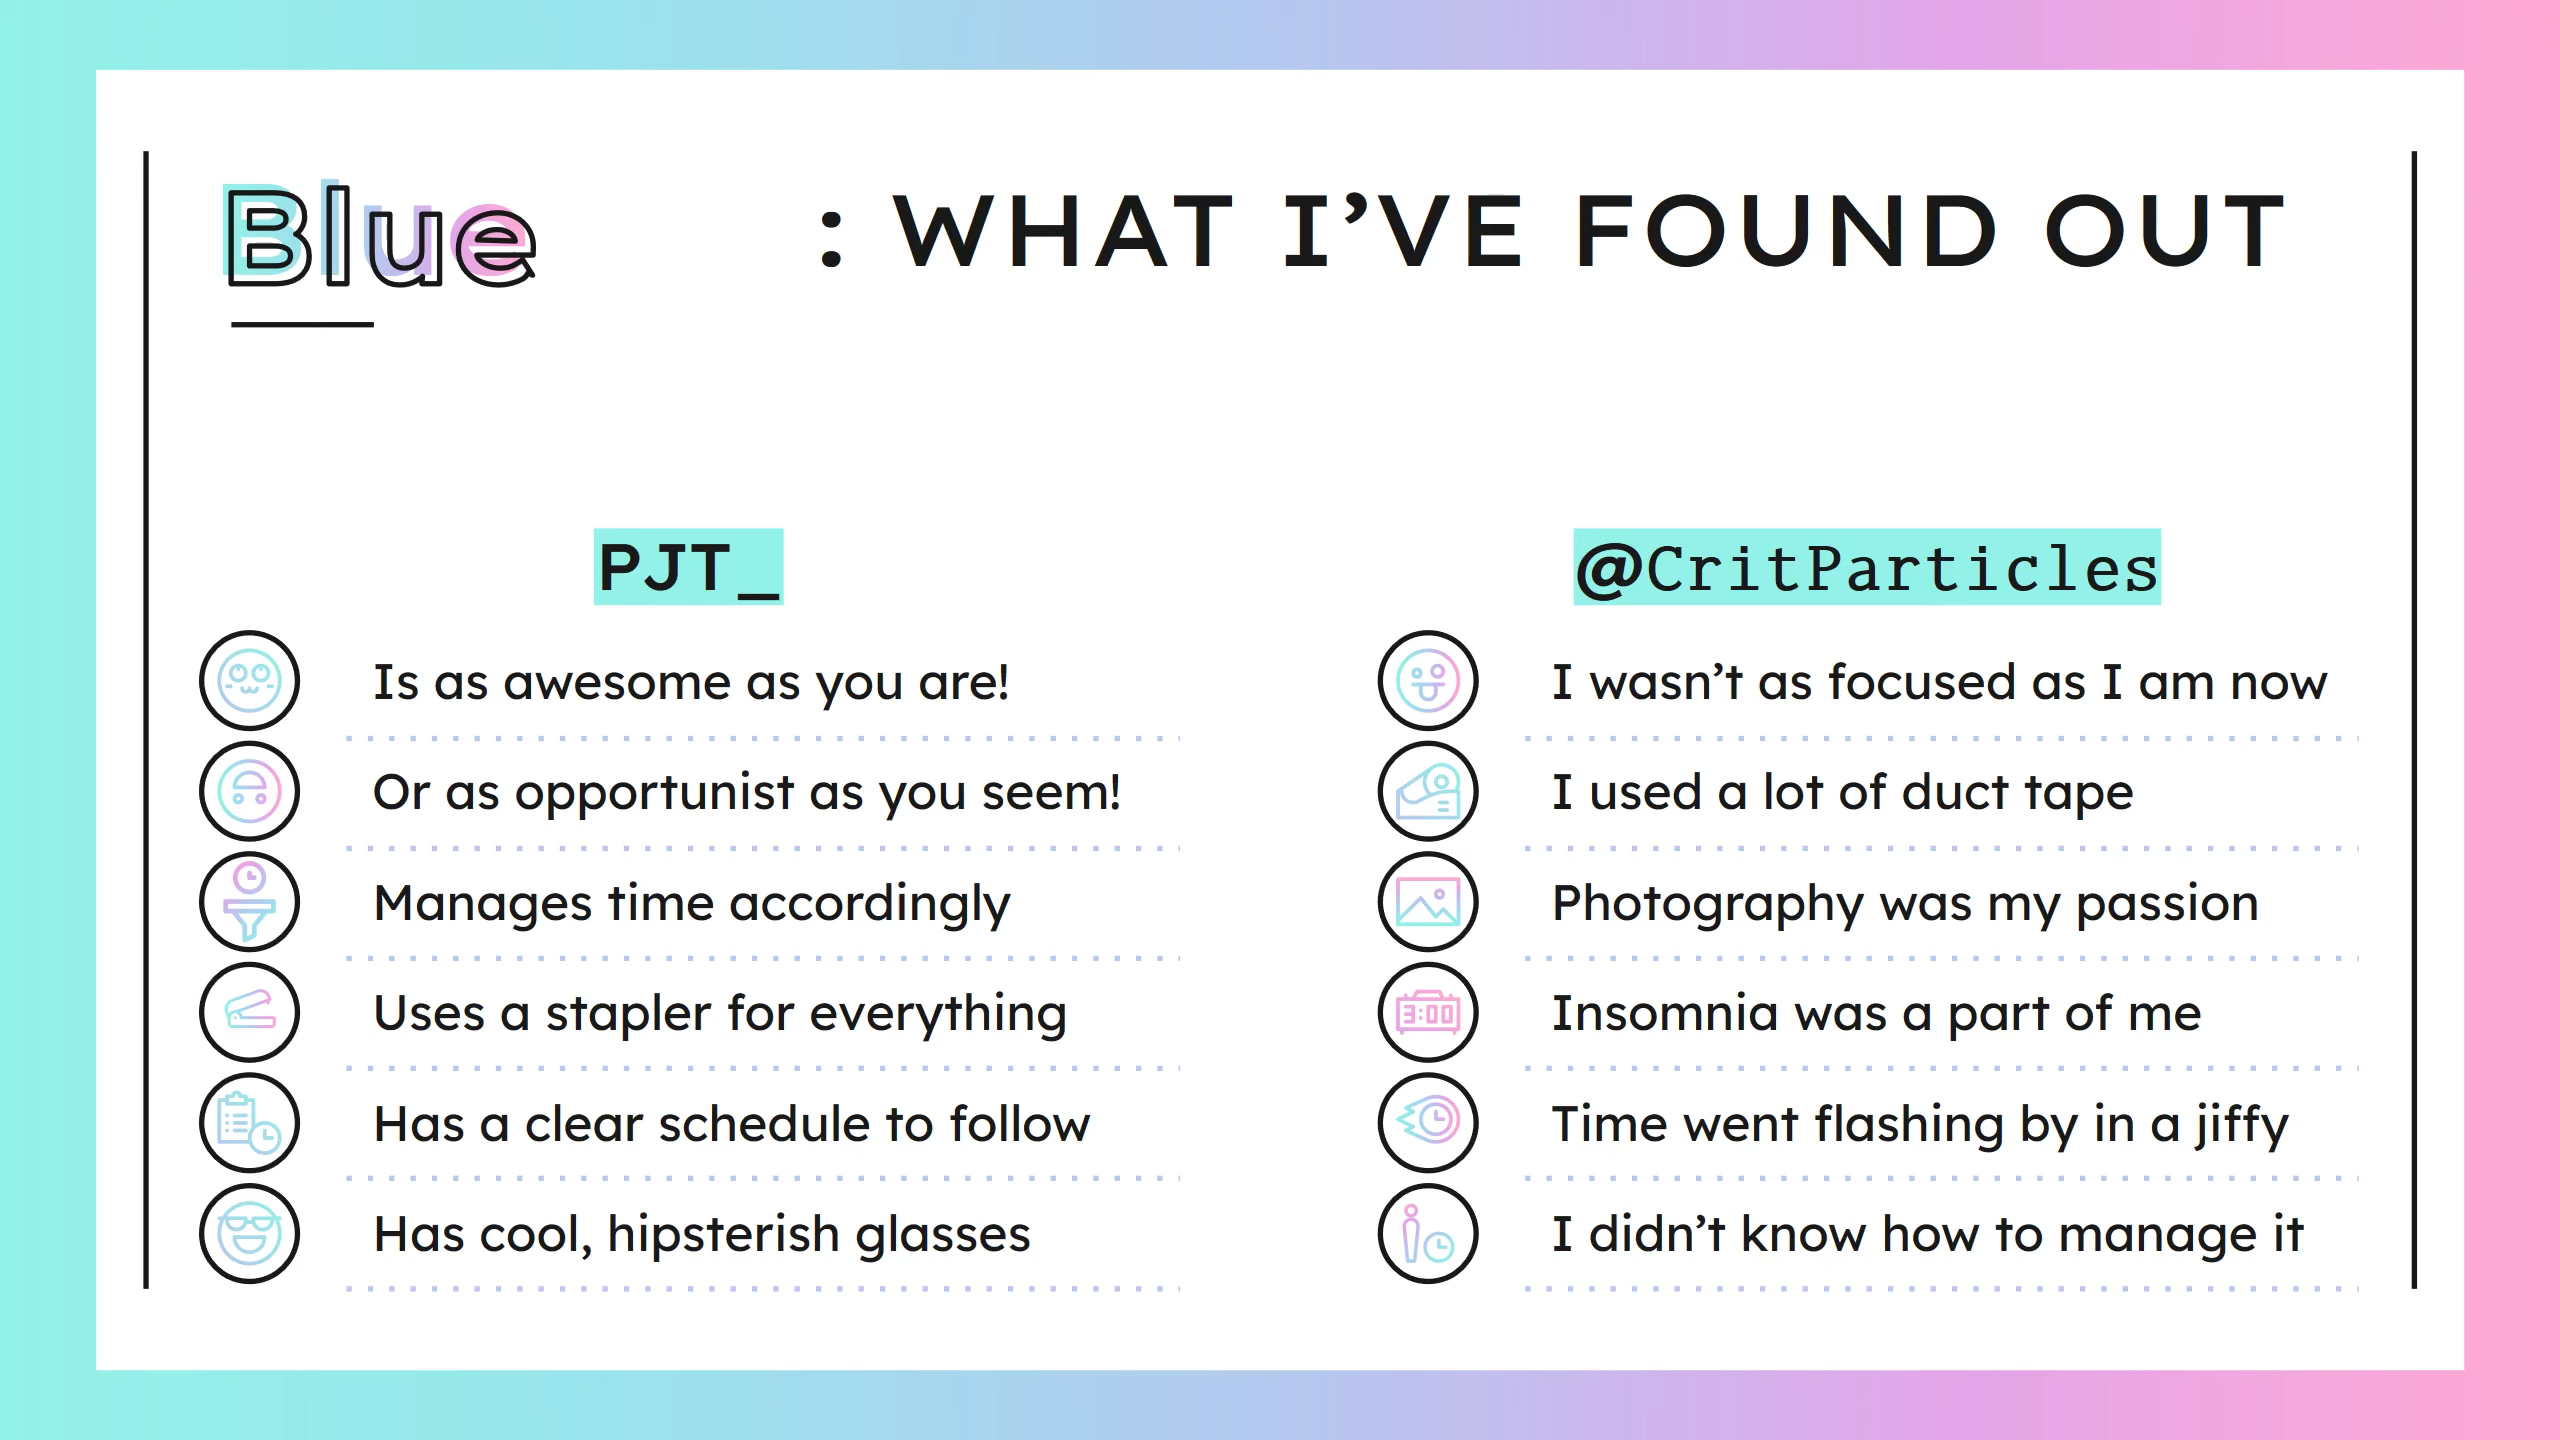 Blue : WHAT I’VE FOUND OUT
PJT_
Is as awesome as you are!
Or as opportunist as you seem!
Manages time accordingly
Uses a stapler for everything
Has a clear schedule to follow
Has cool, hipsterish glasses
@CritParticles
I wasn’t as focused as I am now
I used a lot of duct tape
Photography was my passion
Insomnia was a part of me
3:00
Time went flashing by in a jiffy
I didn’t know how to manage it